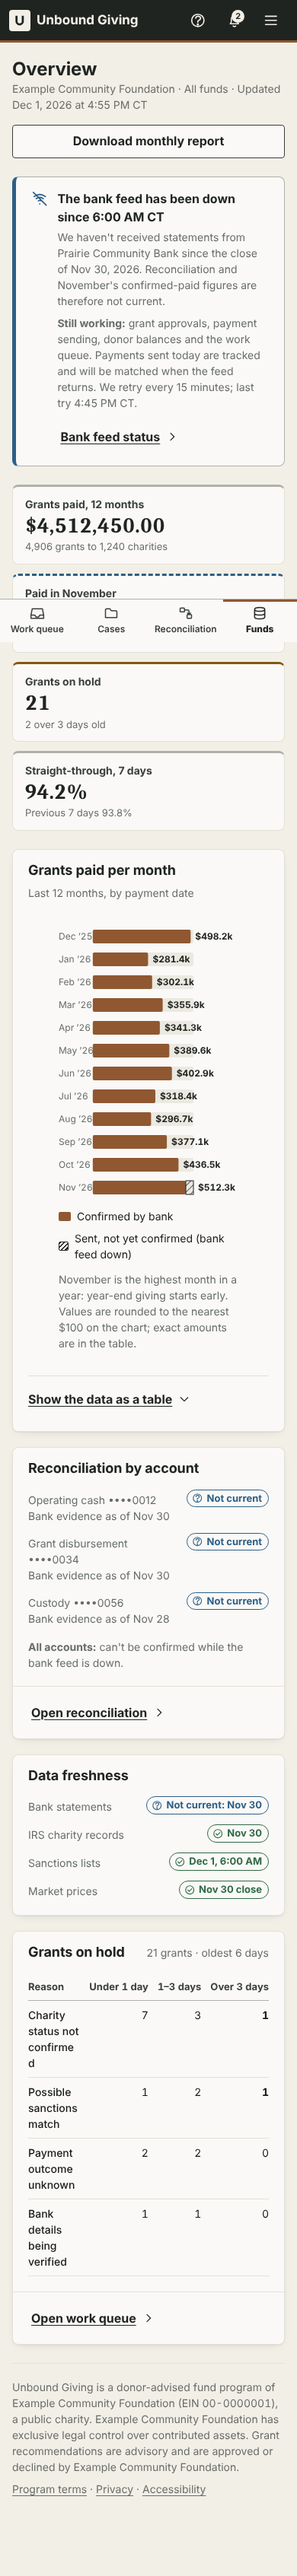 U Unbound Giving
2
Overview
Example Community Foundation · All funds · Updated
Dec 1, 2026 at 4:55 PM CT
Download monthly report
The bank feed has been down
since 6:00 AM CT
We haven't received statements from
Prairie Community Bank since the close
of Nov 30, 2026. Reconciliation and
November's confirmed-paid figures are
therefore not current.
Still working: grant approvals, payment
sending, donor balances and the work
queue. Payments sent today are tracked
and will be matched when the feed
returns. We retry every 15 minutes; last
try 4:45 PM CT.
Bank feed status
Grants paid, 12 months
$4,512,450.00
4,906 grants to 1,240 charities
Paid in November
Work queue
Cases
Reconciliation
Funds
Grants on hold
21
2 over 3 days old
Straight-through, 7 days
94.2%
Previous 7 days 93.8%
Grants paid per month
Last 12 months, by payment date
Dec '25 $498.2k
Jan '26 $281.4k
Feb '26 $302.1k
Mar '26 $355.9k
Apr '26 $341.3k
May '26 $389.6k
Jun '26 $402.9k
Jul '26 $318.4k
Aug '26 $296.7k
Sep '26 $377.1k
Oct '26 $436.5k
Nov '26 $512.3k
Confirmed by bank
Sent, not yet confirmed (bank
feed down)
November is the highest month in a
year: year-end giving starts early.
Values are rounded to the nearest
$100 on the chart; exact amounts
are in the table.
Show the data as a table
Reconciliation by account
Operating cash ••••0012 Not current
Bank evidence as of Nov 30
Grant disbursement Not current
••••0034
Bank evidence as of Nov 30
Custody ••••0056 Not current
Bank evidence as of Nov 28
All accounts: can't be confirmed while the
bank feed is down.
Open reconciliation
Data freshness
Bank statements Not current: Nov 30
IRS charity records Nov 30
Sanctions lists Dec 1, 6:00 AM
Market prices Nov 30 close
Grants on hold 21 grants · oldest 6 days
Reason Under 1 day 1–3 days Over 3 days
Charity 7 3 1
status not
confirme
d
Possible 1 2 1
sanctions
match
Payment 2 2 0
outcome
unknown
Bank 1 1 0
details
being
verified
Open work queue
Unbound Giving is a donor-advised fund program of
Example Community Foundation (EIN 00-0000001),
a public charity. Example Community Foundation has
exclusive legal control over contributed assets. Grant
recommendations are advisory and are approved or
declined by Example Community Foundation.
Program terms · Privacy · Accessibility